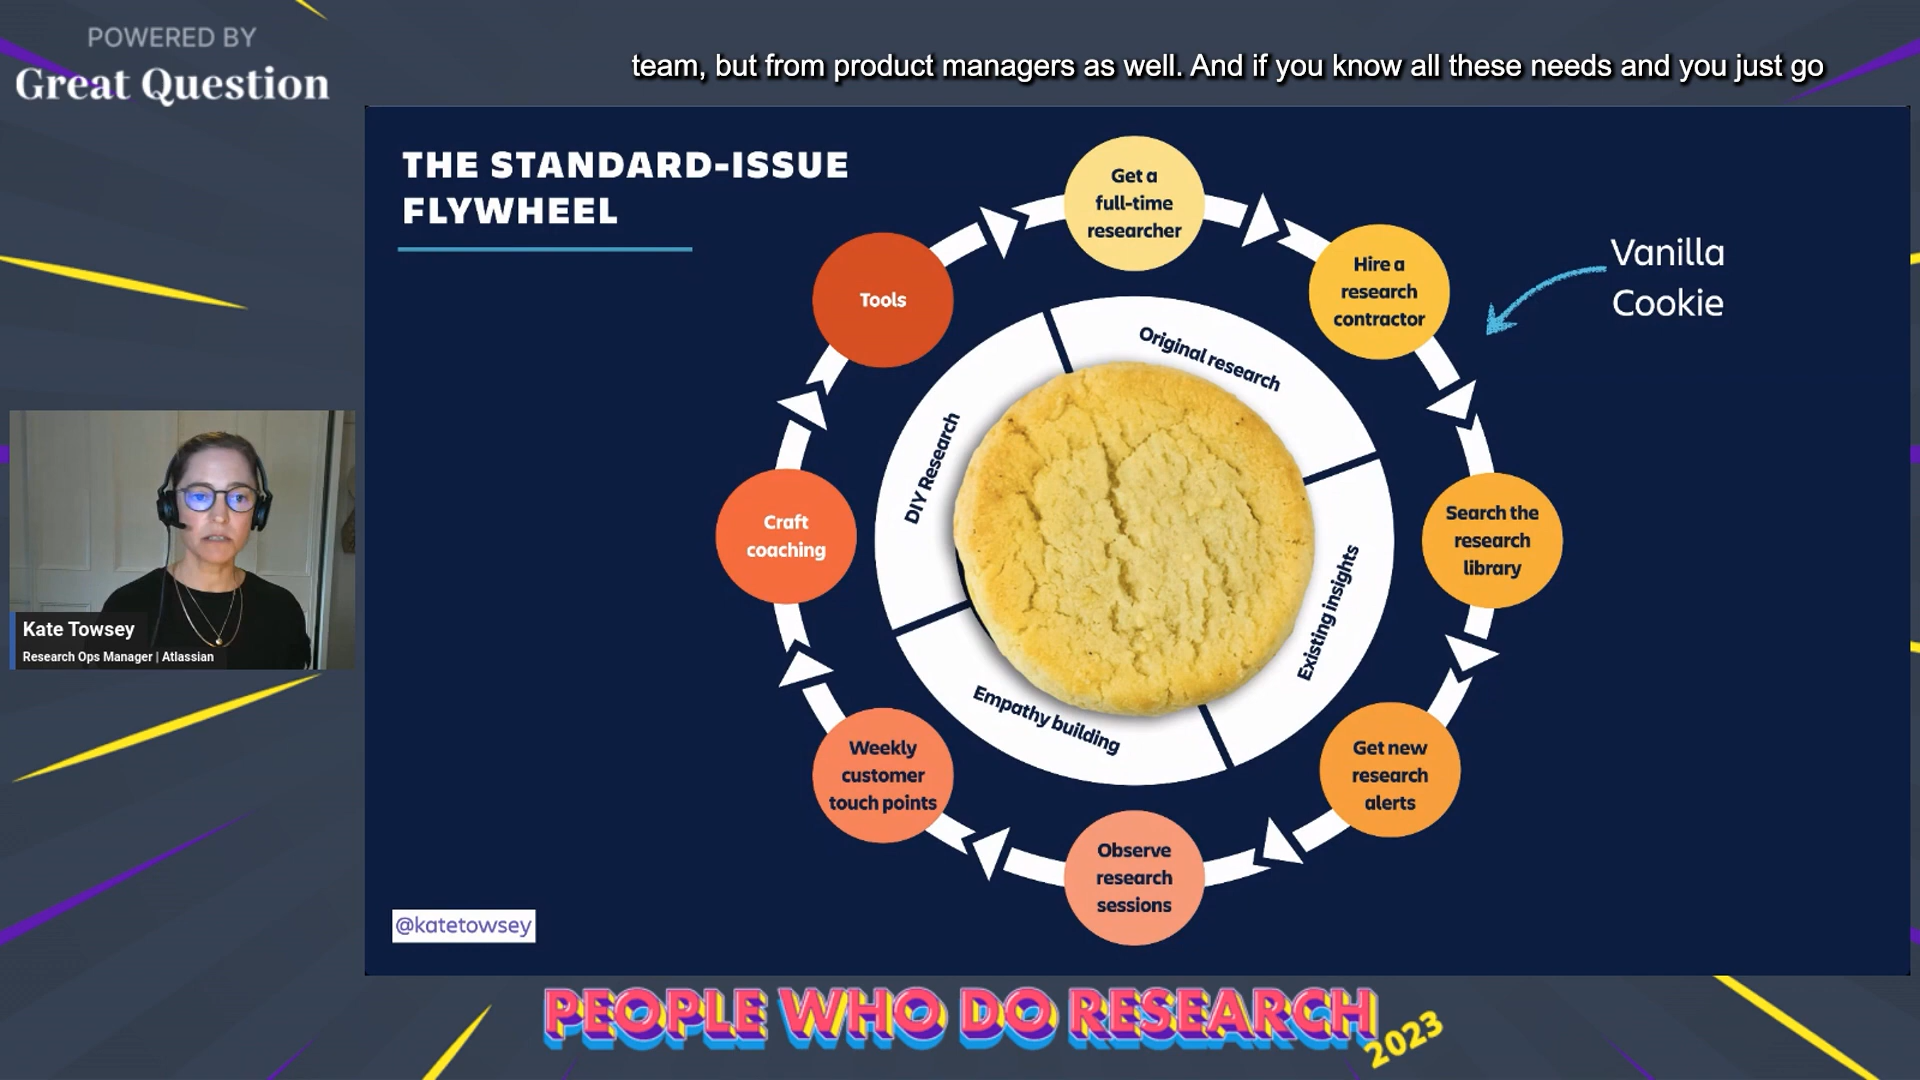 POWERED BY
Great Question
team, but from product managers as well. And if you know all these needs and you just go
THE STANDARD-ISSUE
FLYWHEEL
Get a
full-time
researcher
Hire a
research
contractor
Vanilla
Cookie
Search the
research
library
Get new
research
alerts
Observe
research
sessions
Weekly
customer
touch points
Craft
coaching
Tools
Original research
Existing insights
Empathy building
DIY Research
Kate Towsey
Research Ops Manager | Atlassian
@katetowsey
PEOPLE WHO DO RESEARCH
2023